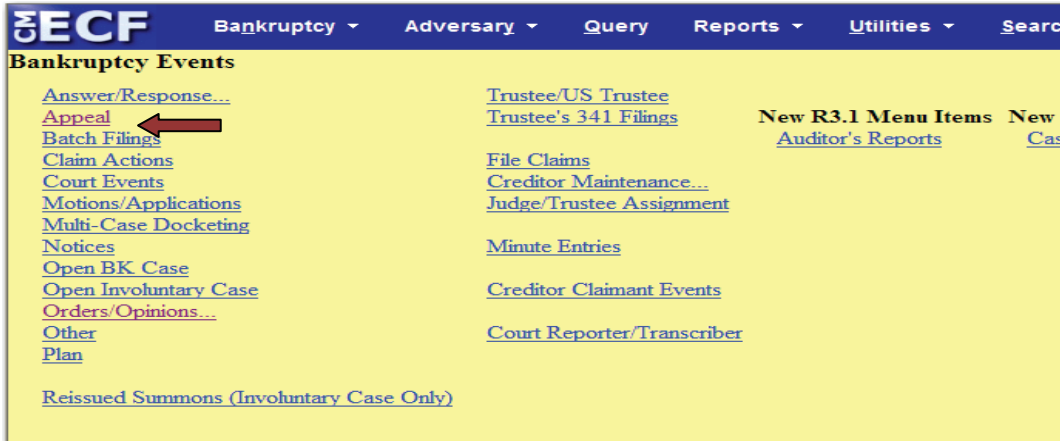 CM ECF Bankruptcy Adversary Query Reports Utilities Searc
Bankruptcy Events
Answer/Response...
Appeal
Batch Filings
Claim Actions
Court Events
Motions/Applications
Multi-Case Docketing
Notices
Open BK Case
Open Involuntary Case
Orders/Opinions...
Other
Plan
Reissued Summons (Involuntary Case Only)
Trustee/US Trustee
Trustee's 341 Filings
File Claims
Creditor Maintenance...
Judge/Trustee Assignment
Minute Entries
Creditor Claimant Events
Court Reporter/Transcriber
New R3.1 Menu Items
Auditor's Reports
New
Cas